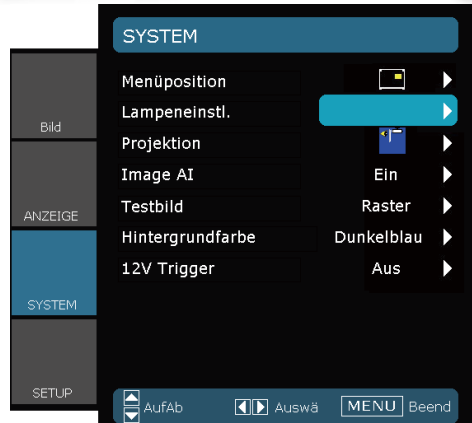 SYSTEM
Bild
ANZEIGE
SYSTEM
SETUP
Menüposition
Lampeneinstl.
Projektion
Image AI Ein
Testbild Raster
Hintergrundfarbe Dunkelblau
12V Trigger Aus
AufAb Auswä MENU Beend